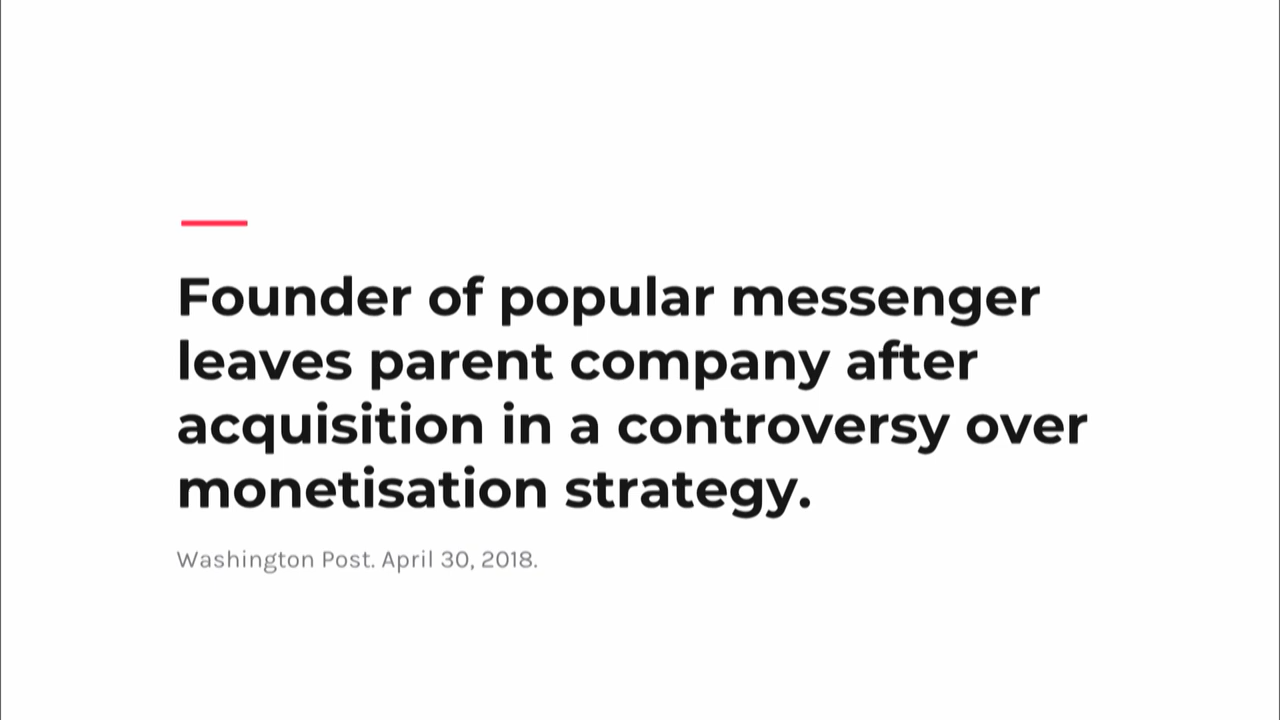 Founder of popular messenger
leaves parent company after
acquisition in a controversy over
monetisation strategy.
Washington Post. April 30, 2018.